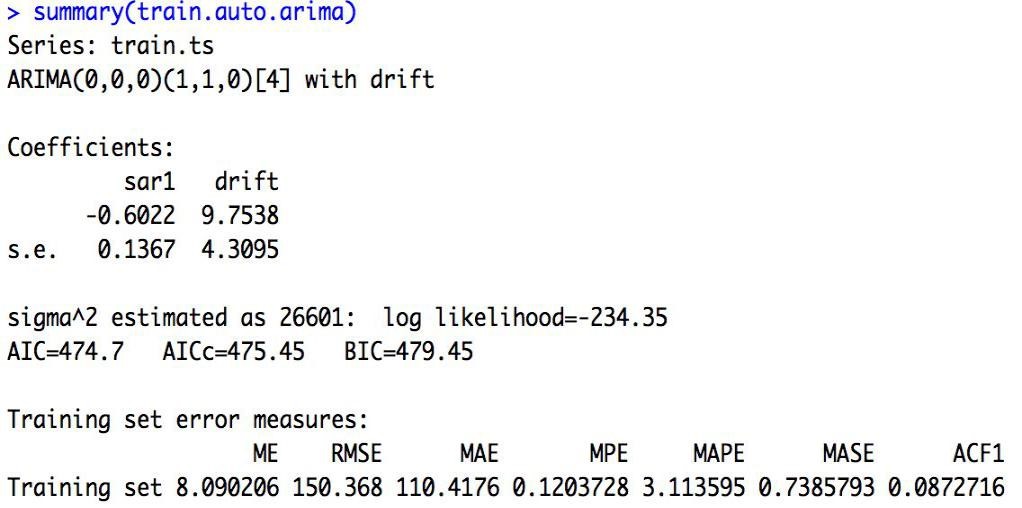 > summary(train.auto.arima)
Series: train.ts
ARIMA(0,0,0)(1,1,0)[4] with drift
Coefficients:
sar1 drift
-0.6022 9.7538
s.e. 0.1367 4.3095
sigma^2 estimated as 26601: log likelihood=-234.35
AIC=474.7 AICc=475.45 BIC=479.45
Training set error measures:
ME RMSE MAE MPE MAPE MASE ACF1
Training set 8.090206 150.368 110.4176 0.1203728 3.113595 0.7385793 0.0872716